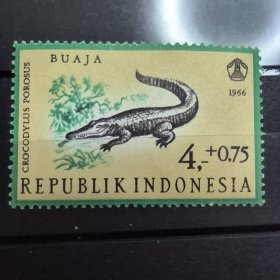 BUAJA
1966
CROCODYLUS POROSUS
4,-+0.75
REPUBLIK INDONESIA